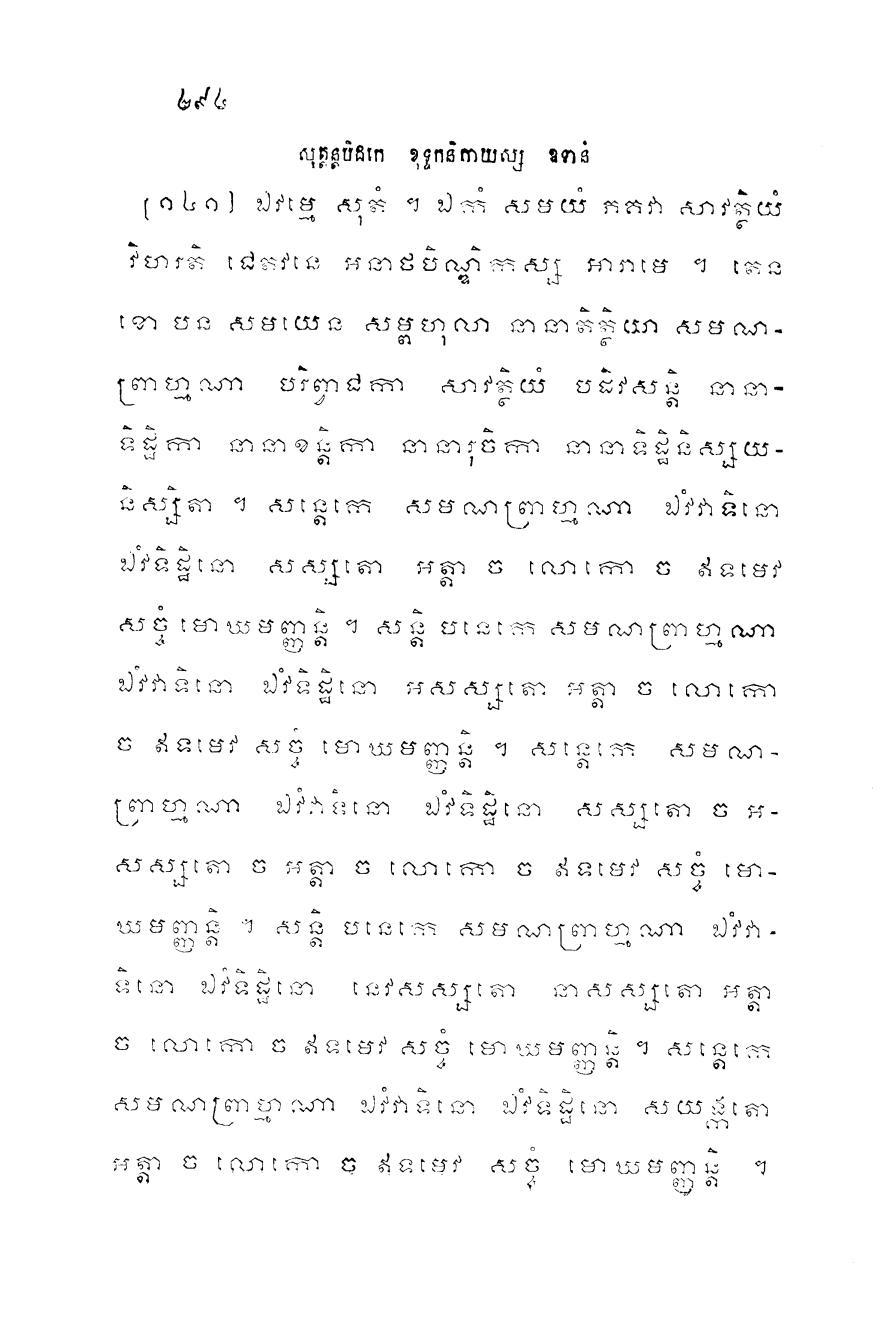 ២៩៤
សុត្តន្តបិដកេ ខុទ្ទកនិកាយស្ស ឧទានំ
[១៤១] ឯវម្មេ សុតំ ។ ឯកំ សមយំ ភគវា សាវត្ថិយំ
វិហរតិ ជេតវនេ អនាថបិណ្ឌិកស្ស អារាមេ ។ តេន
ខោ បន សមយេន សម្ពហុលា នានាតិត្ថិយា សមណ-
ព្រាហ្មណា បរិព្វាជកា សាវត្ថិយំ បដិវសន្តិ នានា-
ទិដ្ឋិកា នានាខន្តិកា នានារុចិកា នានាទិដ្ឋិនិស្សយ-
និស្សិតា ។ សន្តេកេ សមណព្រាហ្មណា ឯវំវាទិនោ
ឯវំទិដ្ឋិនោ សស្សតោ អត្តា ច លោកោ ច ឥទមេវ
សច្ចំ មោឃមញ្ញន្តិ ។ សន្តិ បនេកេ សមណព្រាហ្មណា
ឯវំវាទិនោ ឯវំទិដ្ឋិនោ អសស្សតោ អត្តា ច លោកោ
ច ឥទមេវ សច្ចំ មោឃមញ្ញន្តិ ។ សន្តេកេ សមណ-
ព្រាហ្មណា ឯវំវាទិនោ ឯវំទិដ្ឋិនោ សស្សតោ ច អ-
សស្សតោ ច អត្តា ច លោកោ ច ឥទមេវ សច្ចំ មោ-
ឃមញ្ញន្តិ ។ សន្តិ បនេកេ សមណព្រាហ្មណា ឯវំវា-
ទិនោ ឯវំទិដ្ឋិនោ នេវសស្សតោ នាសស្សតោ អត្តា
ច លោកោ ច ឥទមេវ សច្ចំ មោឃមញ្ញន្តិ ។ សន្តេកេ
សមណព្រាហ្មណា ឯវំវាទិនោ ឯវំទិដ្ឋិនោ សយង្កតោ
អត្តា ច លោកោ ច ឥទមេវ សច្ចំ មោឃមញ្ញន្តិ ។